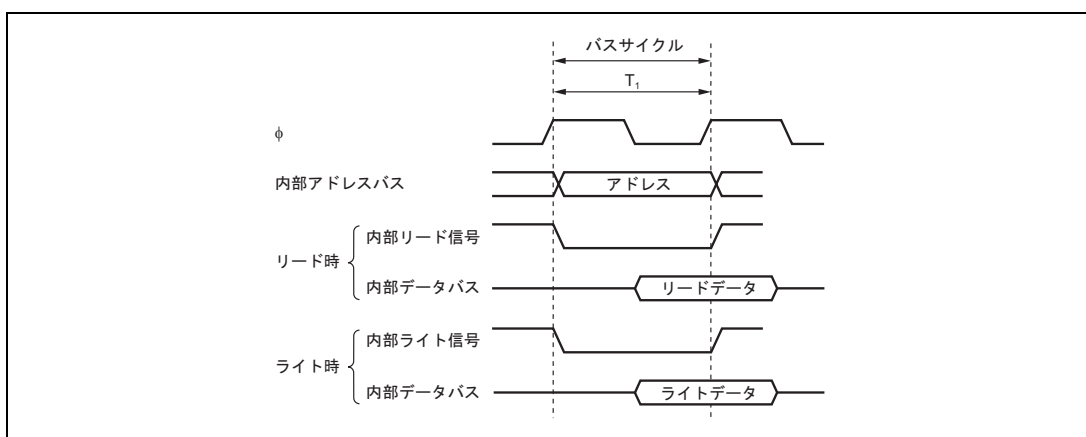 バスサイクル
T₁
φ
内部アドレスバス
アドレス
リード時
内部リード信号
内部データバス
リードデータ
ライト時
内部ライト信号
内部データバス
ライトデータ